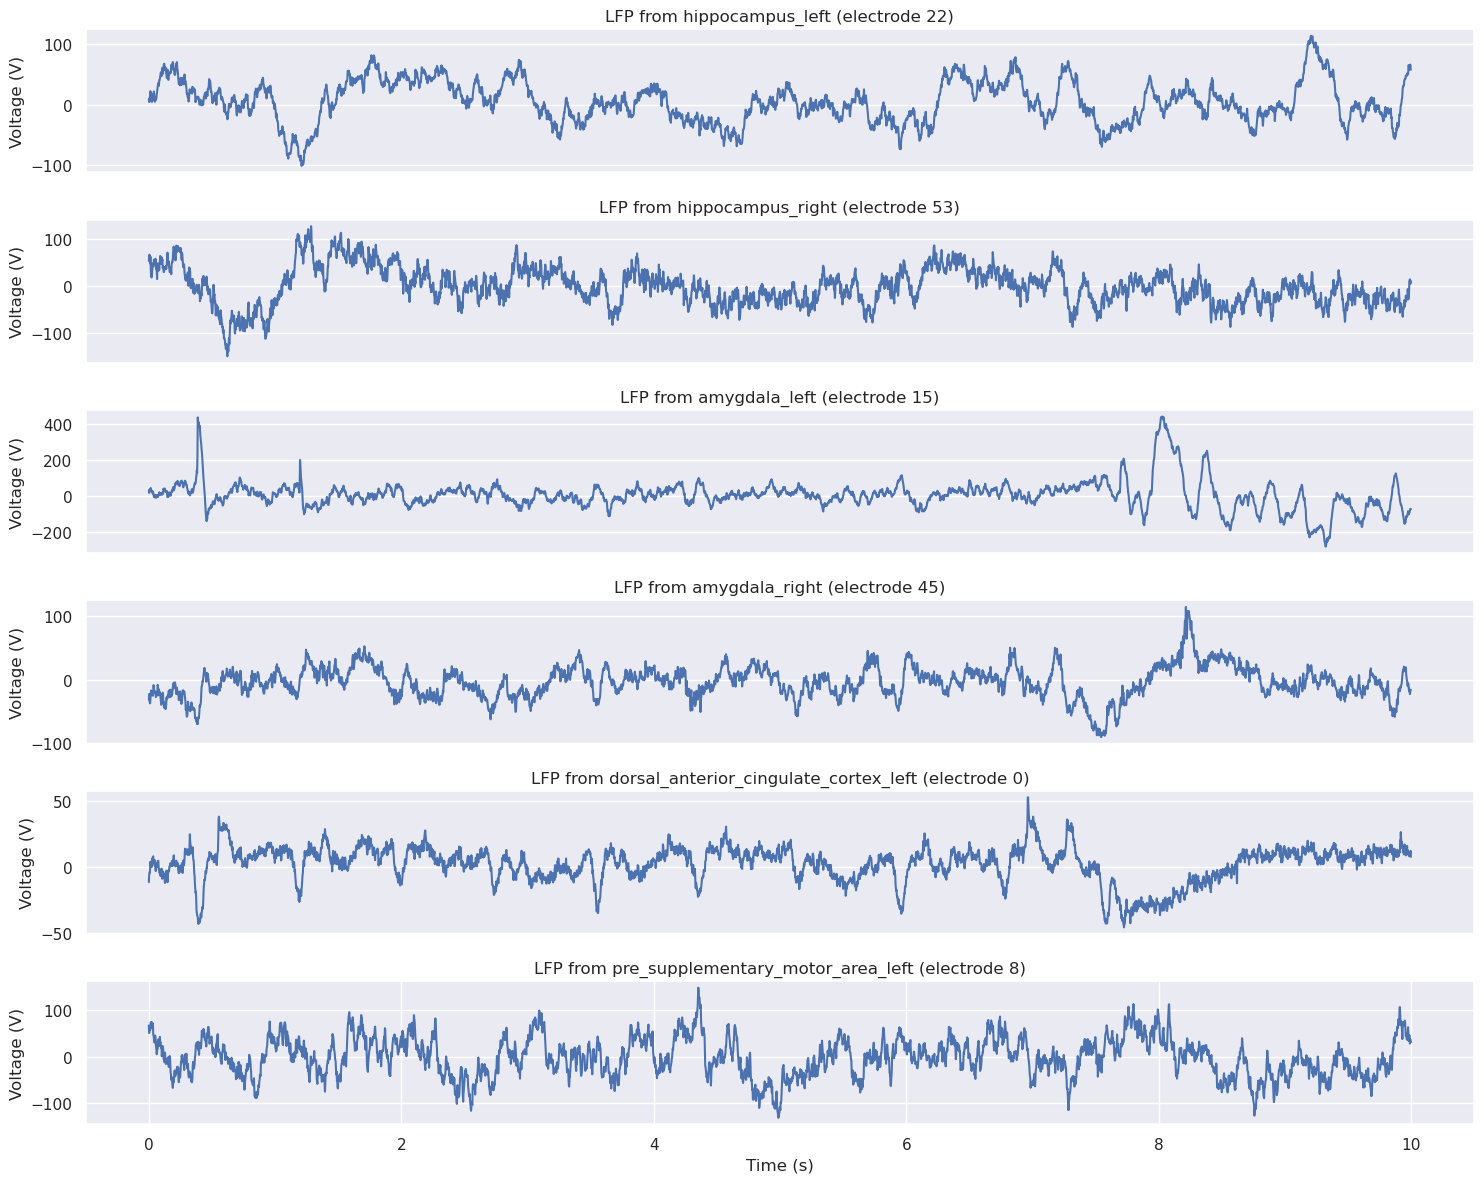 LFP from hippocampus_left (electrode 22)
Voltage (V)
100
0
−100
LFP from hippocampus_right (electrode 53)
Voltage (V)
100
0
−100
LFP from amygdala_left (electrode 15)
Voltage (V)
400
200
0
−200
LFP from amygdala_right (electrode 45)
Voltage (V)
100
0
−100
LFP from dorsal_anterior_cingulate_cortex_left (electrode 0)
Voltage (V)
50
0
−50
LFP from pre_supplementary_motor_area_left (electrode 8)
Voltage (V)
100
0
−100
0 2 4 6 8 10
Time (s)